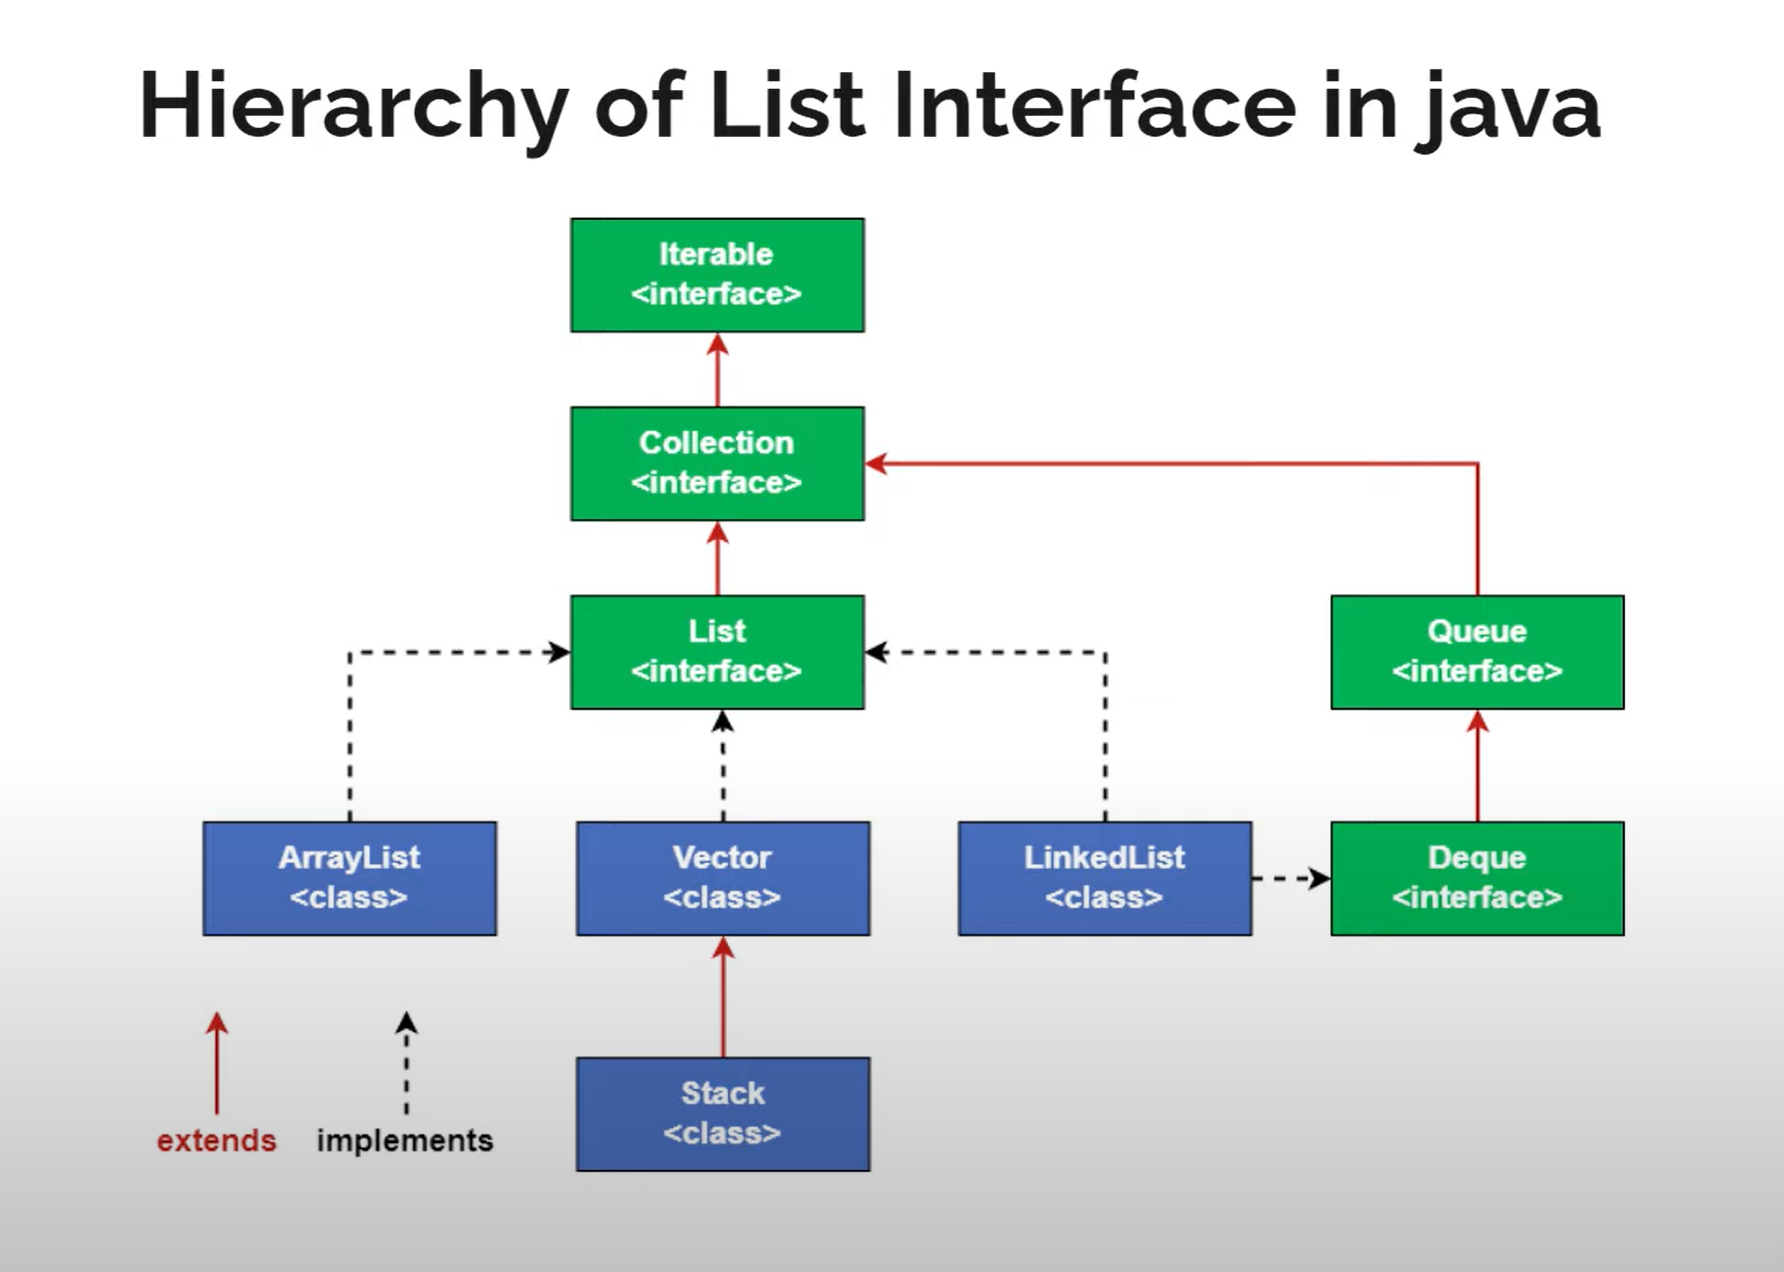 Hierarchy of List Interface in java
Iterable
<interface>
Collection
<interface>
List
<interface>
Queue
<interface>
ArrayList
<class>
Vector
<class>
LinkedList
<class>
Deque
<interface>
extends
implements
Stack
<class>